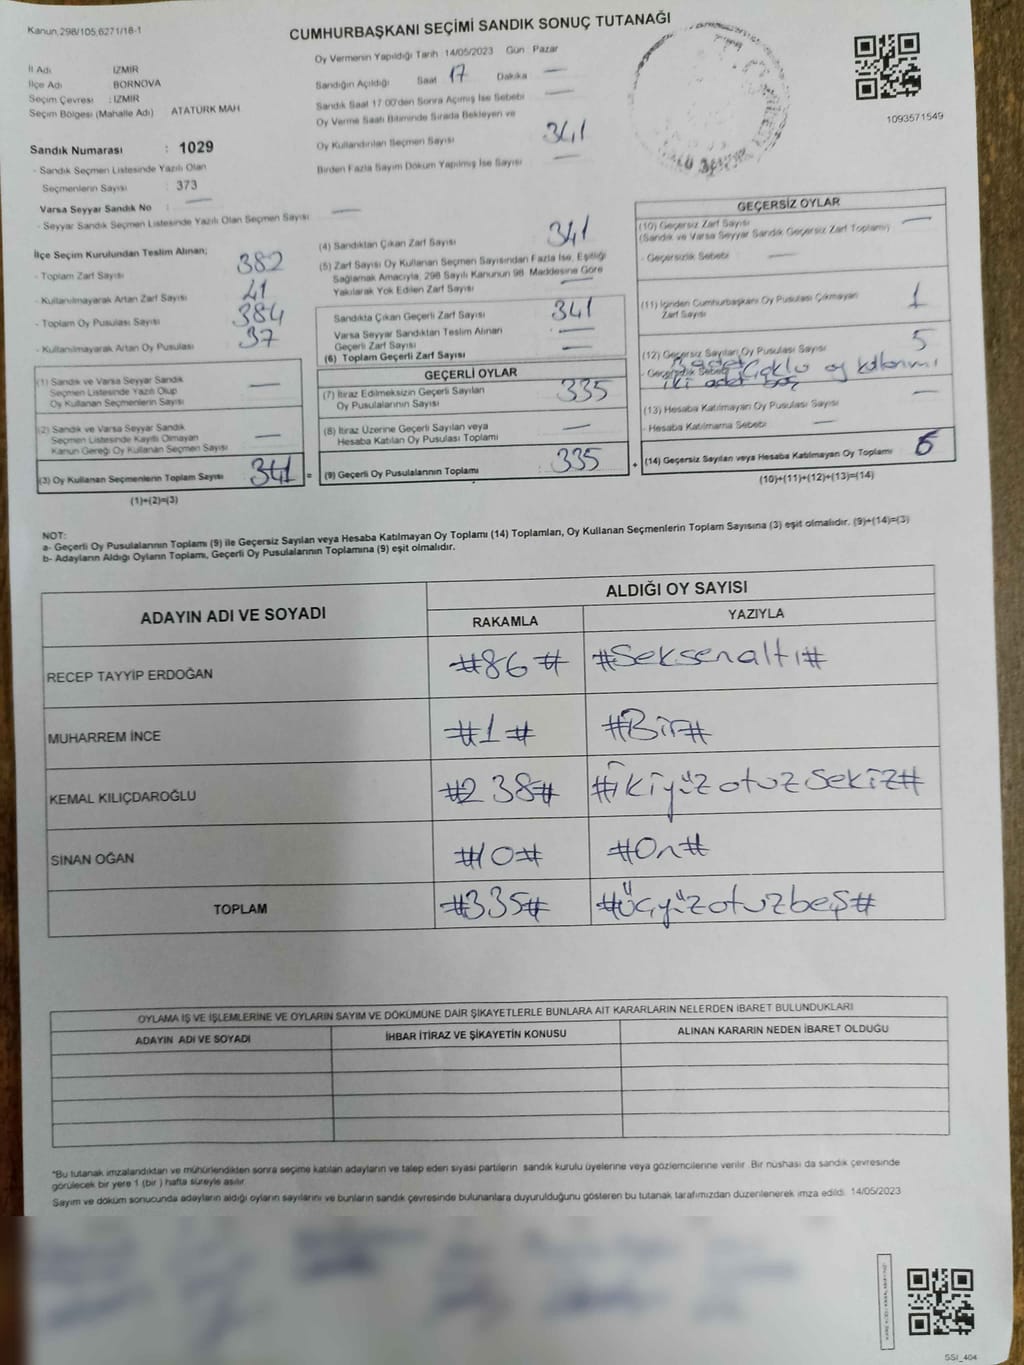 Kanun,298/105,6271/18-1
CUMHURBAŞKANI SEÇİMİ SANDIK SONUÇ TUTANAĞI
İl Adı : İZMİR
İlçe Adı BORNOVA
Seçim Çevresi : İZMİR
Seçim Bölgesi (Mahalle Adı) ATATÜRK MAH
Sandık Numarası : 1029
- Sandık Seçmen Listesinde Yazılı Olan
Seçmenlerin Sayısı : 373
Varsa Seyyar Sandık No : —
- Seyyar Sandık Seçmen Listesinde Yazılı Olan Seçmen Sayısı —
Oy Vermenin Yapıldığı Tarih : 14/05/2023 Gün : Pazar
Sandığın Açıldığı Saat 17 Dakika —
Sandık Saat 17 00'den Sonra Açılmış İse Sebebi —
Oy Verme Saati Bitiminde Sırada Bekleyen ve
Oy Kullandırılan Seçmen Sayısı 341
Birden Fazla Sayım Döküm Yapılmış İse Sayısı —
1093571549
İlçe Seçim Kurulundan Teslim Alınan;
- Toplam Zarf Sayısı 382
- Kullanılmayarak Artan Zarf Sayısı 41
- Toplam Oy Pusulası Sayısı 384
- Kullanılmayarak Artan Oy Pusulası 37
(1) Sandık ve Varsa Seyyar Sandık
Seçmen Listesinde Yazılı Olup
Oy Kullanan Seçmenlerin Sayısı —
(2) Sandık ve Varsa Seyyar Sandık
Seçmen Listesinde Kayıtlı Olmayan
Kanun Gereği Oy Kullanan Seçmen Sayısı —
(3) Oy Kullanan Seçmenlerin Toplam Sayısı 341 =
(1)+(2)=(3)
(4) Sandıktan Çıkan Zarf Sayısı 341
(5) Zarf Sayısı Oy Kullanan Seçmen Sayısından Fazla İse, Eşitliği
Sağlamak Amacıyla, 298 Sayılı Kanunun 98. Maddesine Göre
Yakılarak Yok Edilen Zarf Sayısı —
Sandıkta Çıkan Geçerli Zarf Sayısı 341
Varsa Seyyar Sandıktan Teslim Alınan
Geçerli Zarf Sayısı —
(6) Toplam Geçerli Zarf Sayısı —
GEÇERLİ OYLAR
(7) İtiraz Edilmeksizin Geçerli Sayılan
Oy Pusulalarının Sayısı 335
(8) İtiraz Üzerine Geçerli Sayılan veya
Hesaba Katılan Oy Pusulası Toplamı —
(9) Geçerli Oy Pusulalarının Toplamı : 335 +
GEÇERSİZ OYLAR
(10) Geçersiz Zarf Sayısı —
(Sandık ve Varsa Seyyar Sandık Geçersiz Zarf Toplamı)
- Geçersizlik Sebebi —
(11) İçinden Cumhurbaşkanı Oy Pusulası Çıkmayan
Zarf Sayısı 1
(12) Geçersiz Sayılan Oy Pusulası Sayısı 5
- Geçersizlik Sebebi adet Çoklu oy kullanımı
iki adet boş
(13) Hesaba Katılmayan Oy Pusulası Sayısı —
- Hesaba Katılmama Sebebi —
(14) Geçersiz Sayılan veya Hesaba Katılmayan Oy Toplamı 6
(10)+(11)+(12)+(13)=(14)
NOT:
a- Geçerli Oy Pusulalarının Toplamı (9) ile Geçersiz Sayılan veya Hesaba Katılmayan Oy Toplamı (14) Toplamları, Oy Kullanan Seçmenlerin Toplam Sayısına (3) eşit olmalıdır. (9)+(14)=(3)
b- Adayların Aldığı Oyların Toplamı, Geçerli Oy Pusulalarının Toplamına (9) eşit olmalıdır.
ADAYIN ADI VE SOYADI ALDIĞI OY SAYISI
RAKAMLA YAZIYLA
RECEP TAYYİP ERDOĞAN #86# #Seksenaltı#
MUHARREM İNCE #1# #Bir#
KEMAL KILIÇDAROĞLU #238# #ikiyüzotuzsekiz#
SİNAN OĞAN #10# #On#
TOPLAM #335# #üçyüzotuzbeş#
OYLAMA İŞ VE İŞLEMLERİNE VE OYLARIN SAYIM VE DÖKÜMÜNE DAİR ŞİKAYETLERLE BUNLARA AİT KARARLARIN NELERDEN İBARET BULUNDUKLARI
ADAYIN ADI VE SOYADI İHBAR İTİRAZ VE ŞİKAYETİN KONUSU ALINAN KARARIN NEDEN İBARET OLDUĞU
*Bu tutanak imzalandıktan ve mühürlendikten sonra seçime katılan adayların ve talep eden siyasi partilerin sandık kurulu üyelerine veya gözlemcilerine verilir. Bir nüshası da sandık çevresinde
görülecek bir yere 1 (bir ) hafta süreyle asılır.
Sayım ve döküm sonucunda adayların aldığı oyların sayılarını ve bunların sandık çevresinde bulunanlara duyurulduğunu gösteren bu tutanak tarafımızdan düzenlenerek imza edildi. 14/05/2023
SSI_404